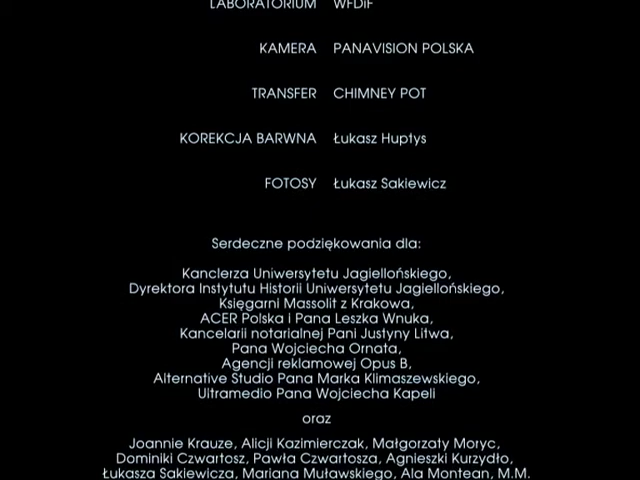 LABORATORIUM WFDiF
KAMERA PANAVISION POLSKA
TRANSFER CHIMNEY POT
KOREKCJA BARWNA Łukasz Huptys
FOTOSY Łukasz Sakiewicz
Serdeczne podziękowania dla:
Kanclerza Uniwersytetu Jagiellońskiego,
Dyrektora Instytutu Historii Uniwersytetu Jagiellońskiego,
Księgarni Massolit z Krakowa,
ACER Polska i Pana Leszka Wnuka,
Kancelarii notarialnej Pani Justyny Litwa,
Pana Wojciecha Ornata,
Agencji reklamowej Opus B,
Alternative Studio Pana Marka Klimaszewskiego,
Ultramedio Pana Wojciecha Kapeli
oraz
Joannie Krauze, Alicji Kazimierczak, Małgorzaty Moryc,
Dominiki Czwartosz, Pawła Czwartosza, Agnieszki Kurzydło,
Łukasza Sakiewicza, Mariana Muławskiego, Ala Montean, M.M.